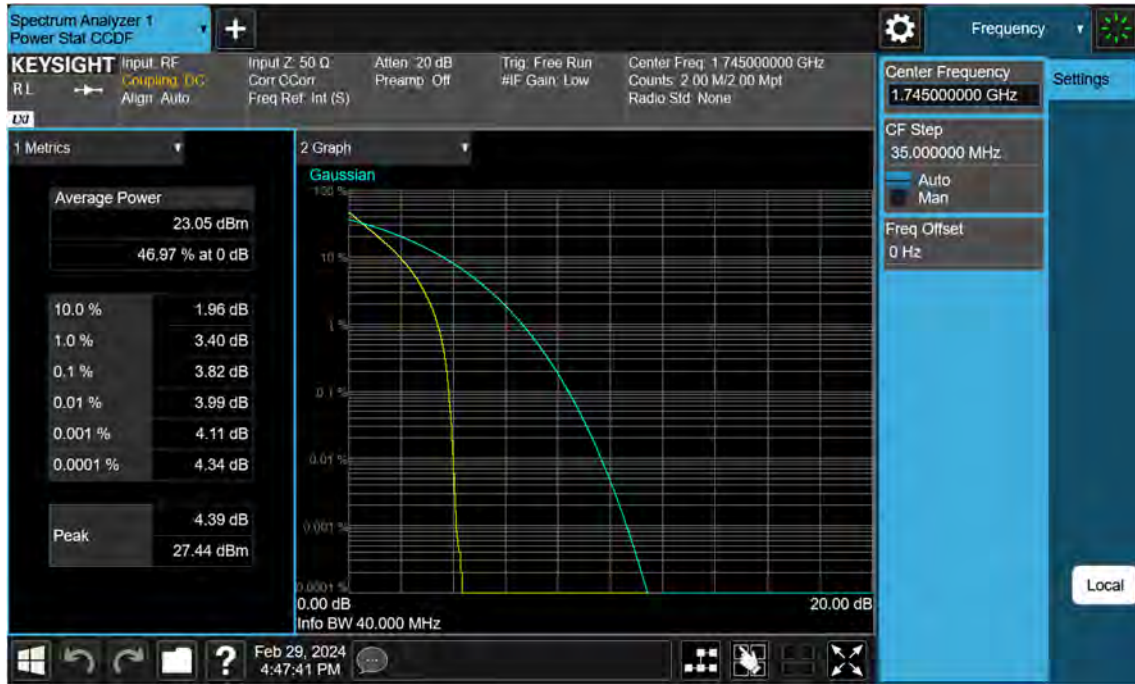 Spectrum Analyzer 1
Power Stat CCDF
+
Frequency
KEYSIGHT
RL
LXI
Input: RF
Coupling: DC
Align: Auto
Input Z: 50 Ω
Corr CCorr
Freq Ref: Int (S)
Atten: 20 dB
Preamp: Off
Trig: Free Run
#IF Gain: Low
Center Freq: 1.745000000 GHz
Counts: 2.00 M/2.00 Mpt
Radio Std: None
Center Frequency
1.745000000 GHz
Settings
CF Step
35.000000 MHz
Auto
Man
Freq Offset
0 Hz
Local
1 Metrics
Average Power
23.05 dBm
46.97 % at 0 dB
10.0 % 1.96 dB
1.0 % 3.40 dB
0.1 % 3.82 dB
0.01 % 3.99 dB
0.001 % 4.11 dB
0.0001 % 4.34 dB
Peak 4.39 dB
27.44 dBm
2 Graph
Gaussian
100 %
10 %
1 %
0.1 %
0.01 %
0.001 %
0.0001 %
0.00 dB 20.00 dB
Info BW 40.000 MHz
?
Feb 29, 2024
4:47:41 PM